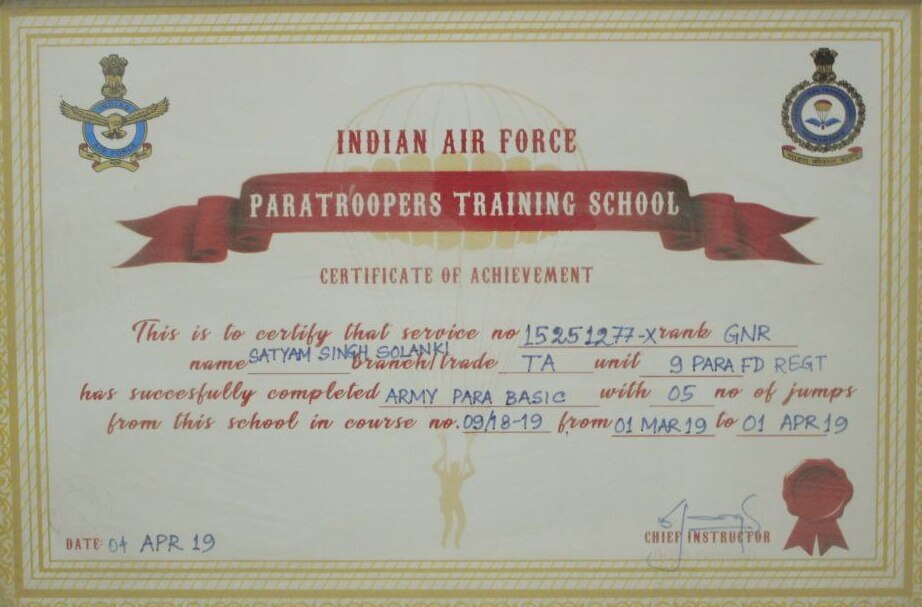 INDIAN AIR FORCE
PARATROOPERS TRAINING SCHOOL
CERTIFICATE OF ACHIEVEMENT
This is to certify that service no 15251277-X rank GNR
name SATYAM SINGH SOLANKI branch/trade TA unit 9 PARA FD REGT
has succesfully completed ARMY PARA BASIC with 05 no of jumps
from this school in course no. 09/18-19 from 01 MAR 19 to 01 APR 19
DATE: 04 APR 19
CHIEF INSTRUCTOR